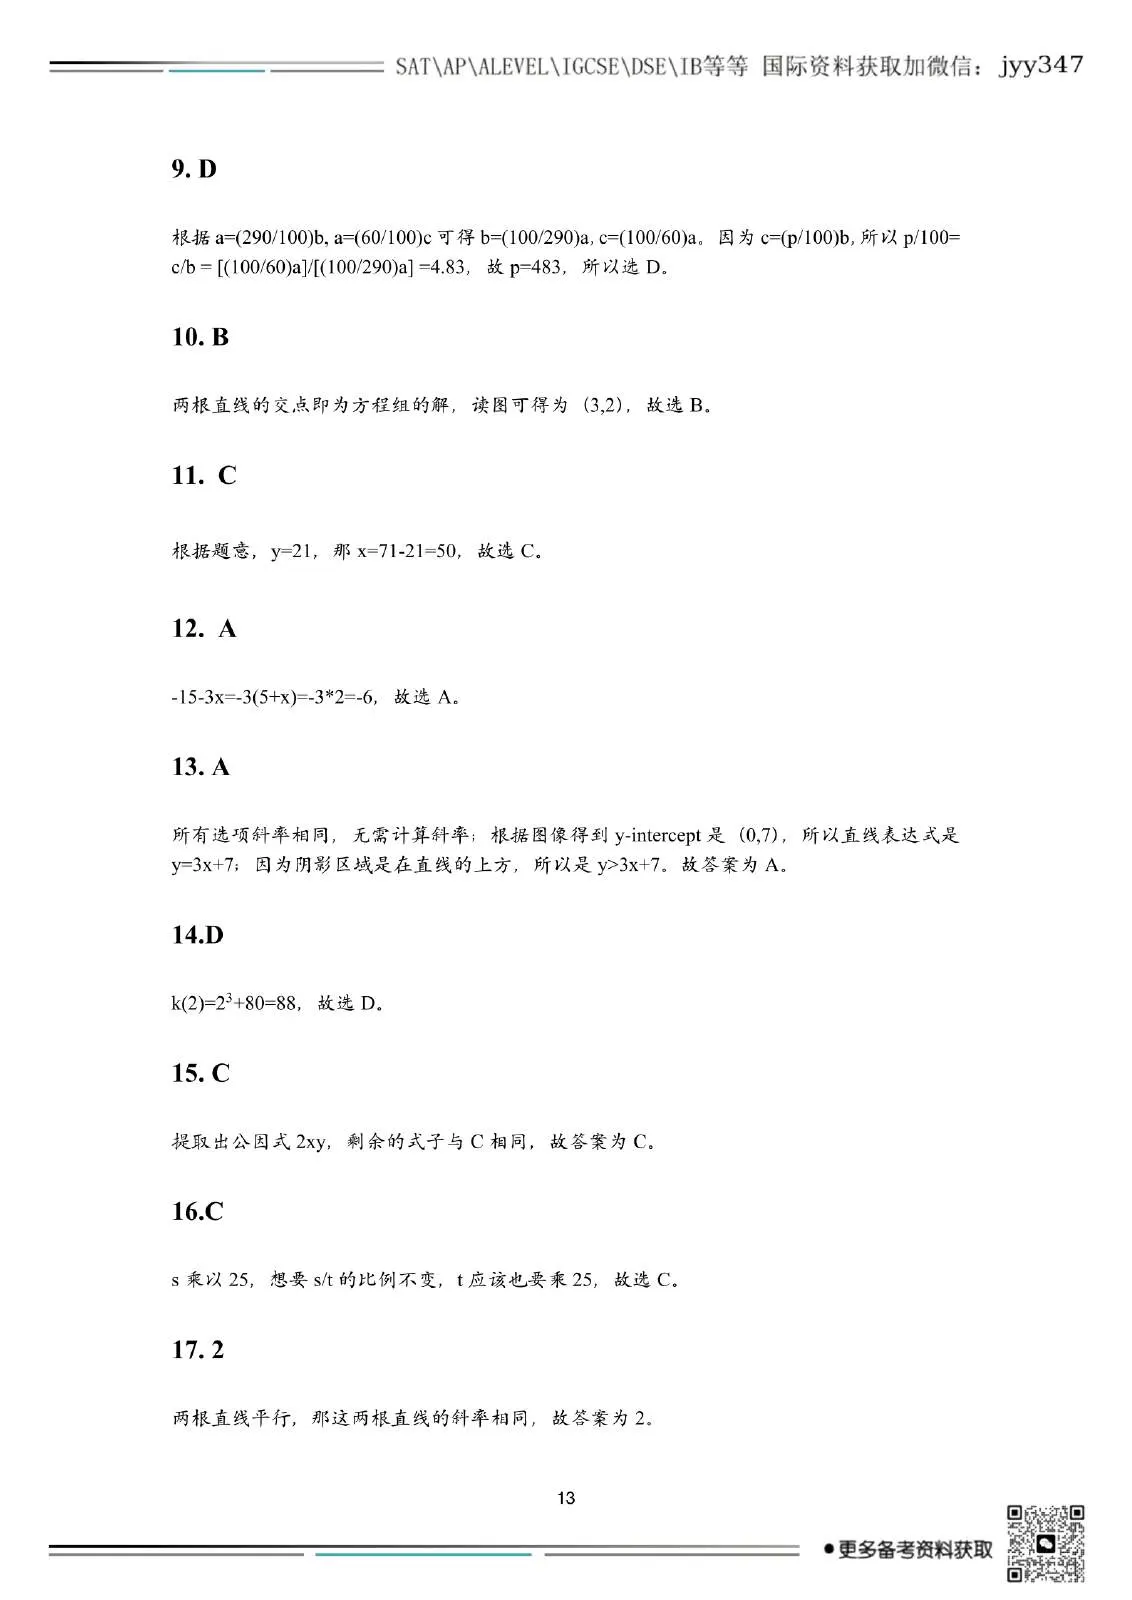 SAT\AP\ALEVEL\IGCSE\DSE\IB等等 国际资料获取加微信：jyy347
9. D
根据 a=(290/100)b, a=(60/100)c 可得 b=(100/290)a, c=(100/60)a。因为 c=(p/100)b, 所以 p/100=
c/b = [(100/60)a]/[(100/290)a] =4.83，故 p=483，所以选 D。
10. B
两根直线的交点即为方程组的解，读图可得为（3,2），故选 B。
11. C
根据题意，y=21，那 x=71-21=50，故选 C。
12. A
-15-3x=-3(5+x)=-3*2=-6，故选 A。
13. A
所有选项斜率相同，无需计算斜率；根据图像得到 y-intercept 是（0,7），所以直线表达式是
y=3x+7；因为阴影区域是在直线的上方，所以是 y>3x+7。故答案为 A。
14.D
k(2)=2³+80=88，故选 D。
15. C
提取出公因式 2xy，剩余的式子与 C 相同，故答案为 C。
16.C
s 乘以 25，想要 s/t 的比例不变，t 应该也要乘 25，故选 C。
17. 2
两根直线平行，那这两根直线的斜率相同，故答案为 2。
13
●更多备考资料获取